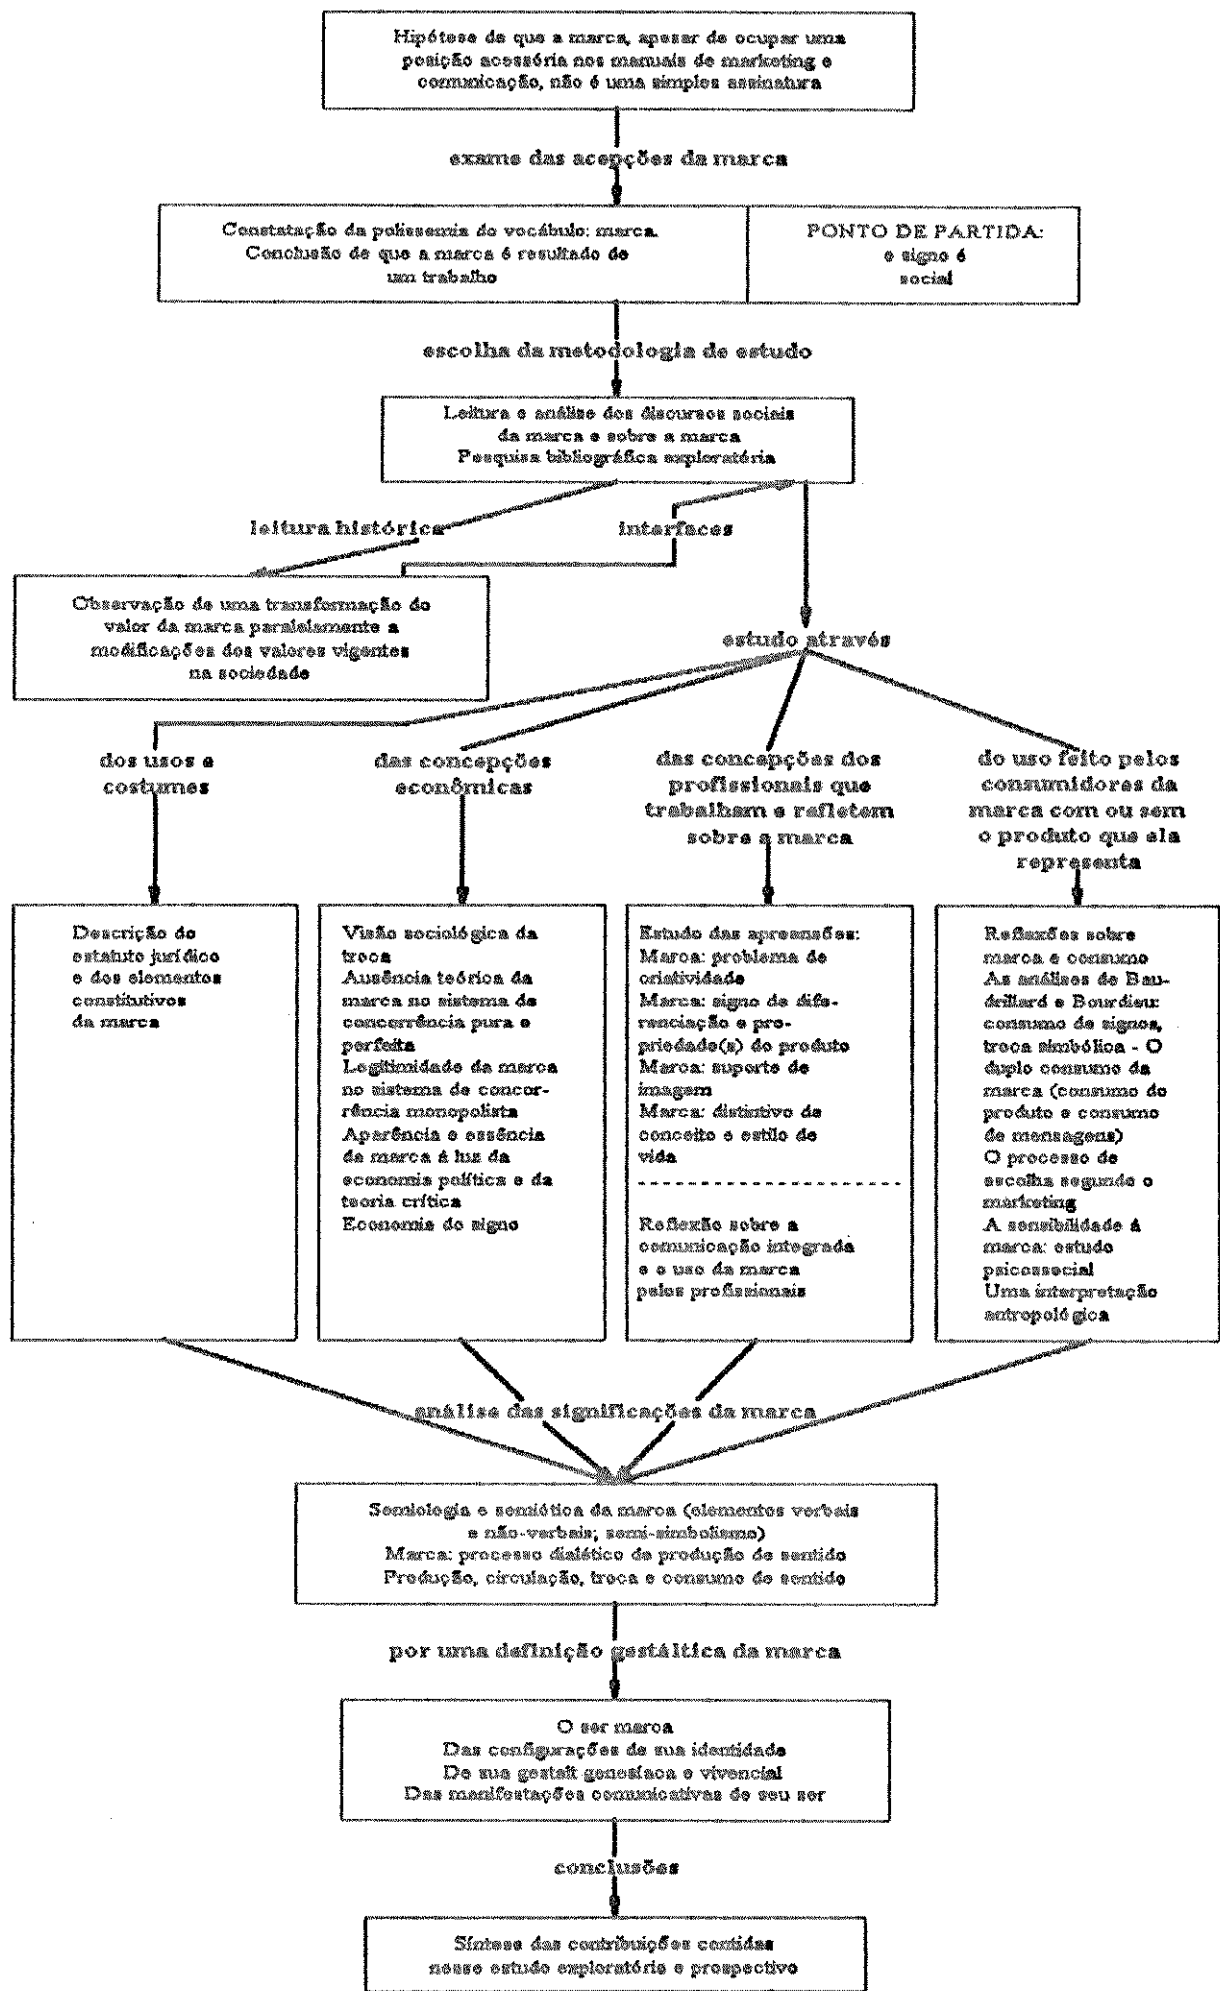 Hipótese de que a marca, apesar de ocupar uma
posição acessória nos manuais de marketing e
comunicação, não é uma simples assinatura
exame das acepções da marca
Constatação da polissemia do vocábulo: marca.
Conclusão de que a marca é resultado de
um trabalho
PONTO DE PARTIDA:
o signo é
social
escolha da metodologia de estudo
Leitura e análise dos discursos sociais
da marca e sobre a marca
Pesquisa bibliográfica exploratória
leitura histórica
interfaces
Observação de uma transformação do
valor da marca paralelamente a
modificações dos valores vigentes
na sociedade
estudo através
dos usos e
costumes
das concepções
econômicas
das concepções dos
profissionais que
trabalham e refletem
sobre a marca
do uso feito pelos
consumidores da
marca com ou sem
o produto que ela
representa
Descrição do
estatuto jurídico
e dos elementos
constitutivos
da marca
Visão sociológica da
troca
Ausência teórica da
marca no sistema de
concorrência pura e
perfeita
Legitimidade da marca
no sistema de concor-
rência monopolista
Aparência e essência
da marca á luz da
economia política e da
teoria crítica
Economia do signo
Estudo das apreensões:
Marca: problema de
criatividade
Marca: signo de dife-
renciação e pro-
priedade(s) do produto
Marca: suporte de
imagem
Marca: distintivo de
conceito e estilo de
vida
Reflexão sobre a
comunicação integrada
e o uso da marca
pelos profissionais
Reflexões sobre
marca e consumo
As análises de Bau-
drillard e Bourdieu:
consumo de signos,
troca simbólica - O
duplo consumo da
marca (consumo do
produto e consumo
de mensagens)
O processo de
escolha segundo o
marketing
A sensibilidade á
marca: estudo
psicossocial
Uma interpretação
antropológica
análise das significações da marca
Semiologia e semiótica da marca (elementos verbais
e não-verbais; semi-simbolismo)
Marca: processo dialético de produção de sentido
Produção, circulação, troca e consumo de sentido
por uma definição gestáltica da marca
O ser marca
Das configurações de sua identidade
De sua gestalt genesíaca e vivencial
Das manifestações comunicativas de seu ser
conclusões
Síntese das contribuições contidas
nesse estudo exploratório e prospectivo